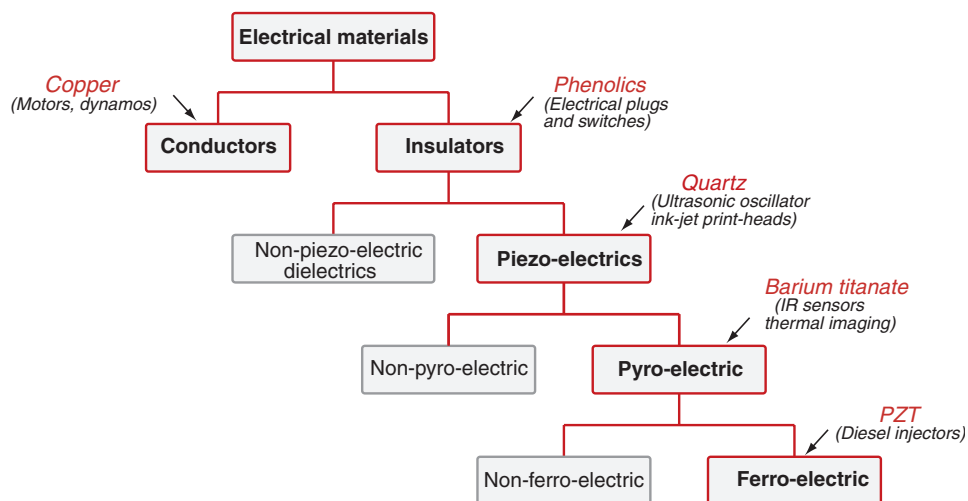 Electrical materials
Copper
(Motors, dynamos)
Phenolics
(Electrical plugs
and switches)
Conductors
Insulators
Quartz
(Ultrasonic oscillator
ink-jet print-heads)
Non-piezo-electric
dielectrics
Piezo-electrics
Barium titanate
(IR sensors
thermal imaging)
Non-pyro-electric
Pyro-electric
PZT
(Diesel injectors)
Non-ferro-electric
Ferro-electric